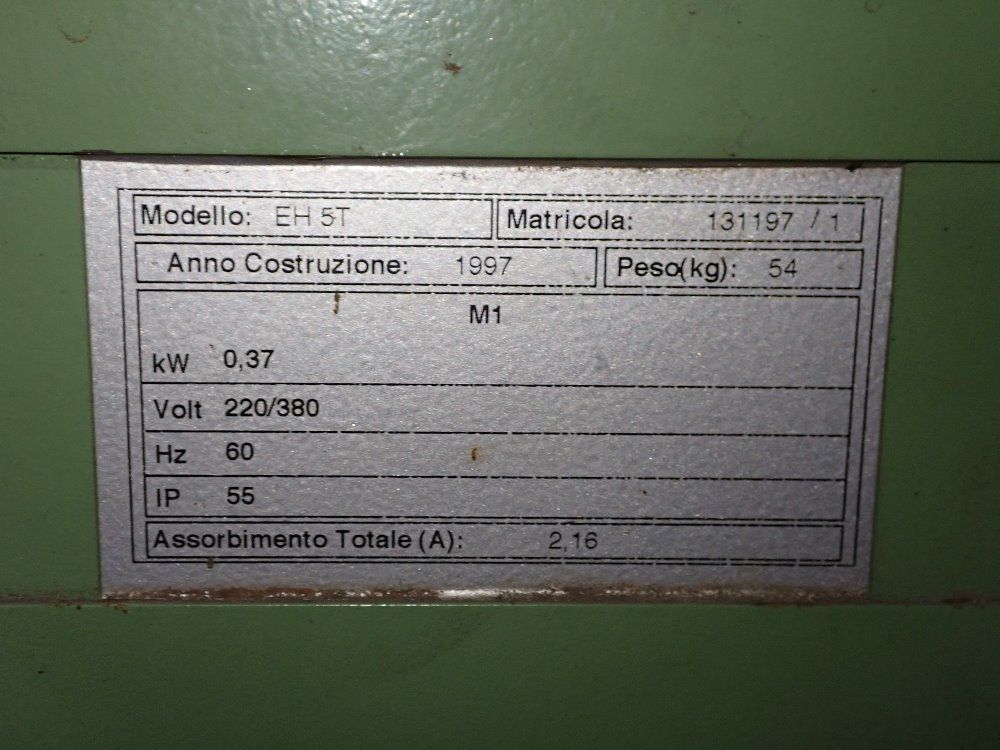 Modello: EH 5T Matricola: 131197 / 1
Anno Costruzione: 1997 Peso(kg): 54
M1
kW 0,37
Volt 220/380
Hz 60
IP 55
Assorbimento Totale (A): 2,16